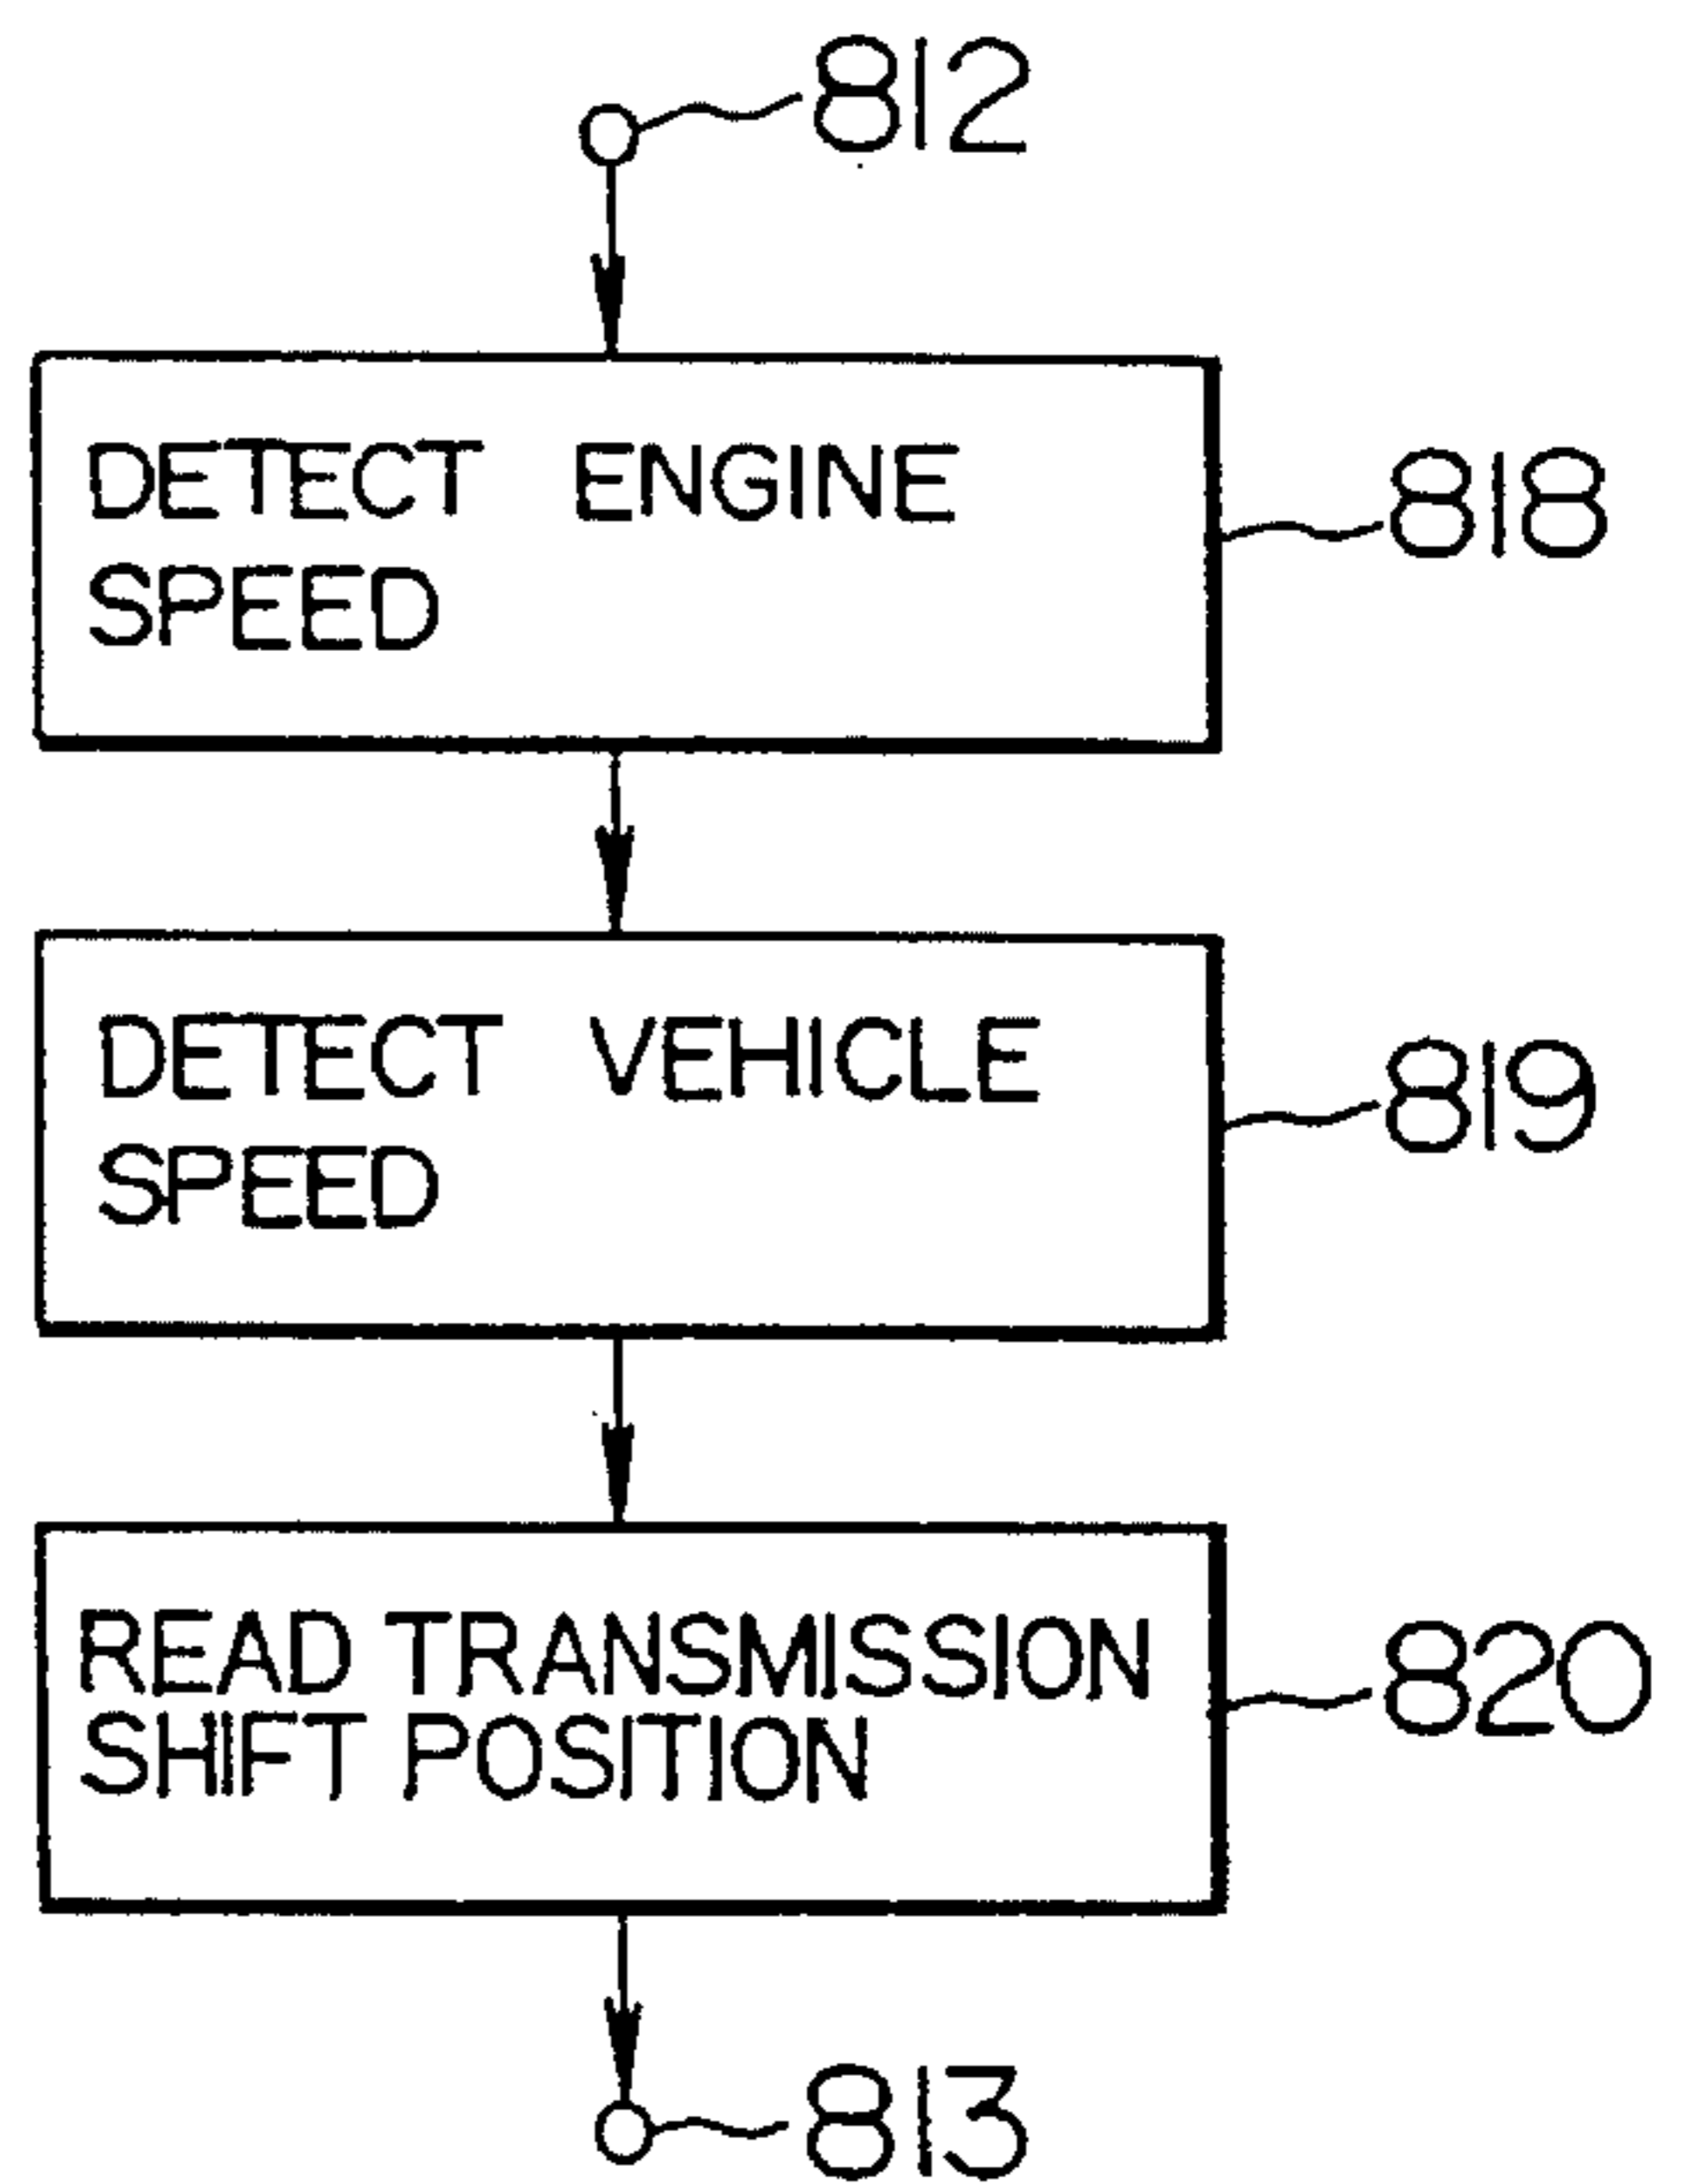 812
DETECT ENGINE
SPEED
818
DETECT VEHICLE
SPEED
819
READ TRANSMISSION
SHIFT POSITION
820
813